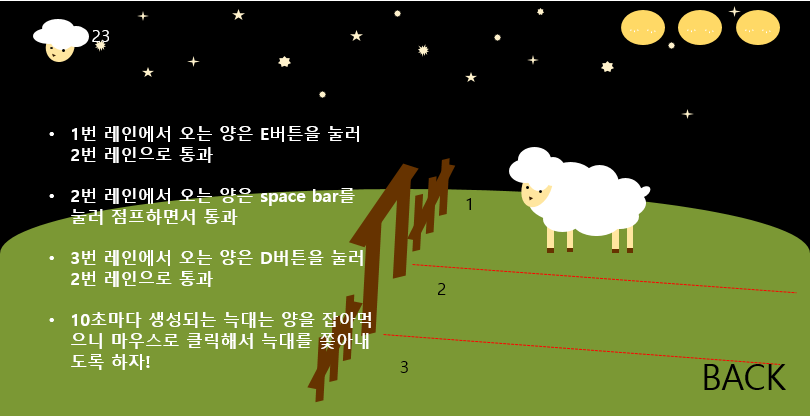 23
• 1번 레인에서 오는 양은 E버튼을 눌러
2번 레인으로 통과
• 2번 레인에서 오는 양은 space bar를
눌러 점프하면서 통과
• 3번 레인에서 오는 양은 D버튼을 눌러
2번 레인으로 통과
• 10초마다 생성되는 늑대는 양을 잡아먹
으니 마우스로 클릭해서 늑대를 쫓아내
도록 하자!
1
2
3
BACK